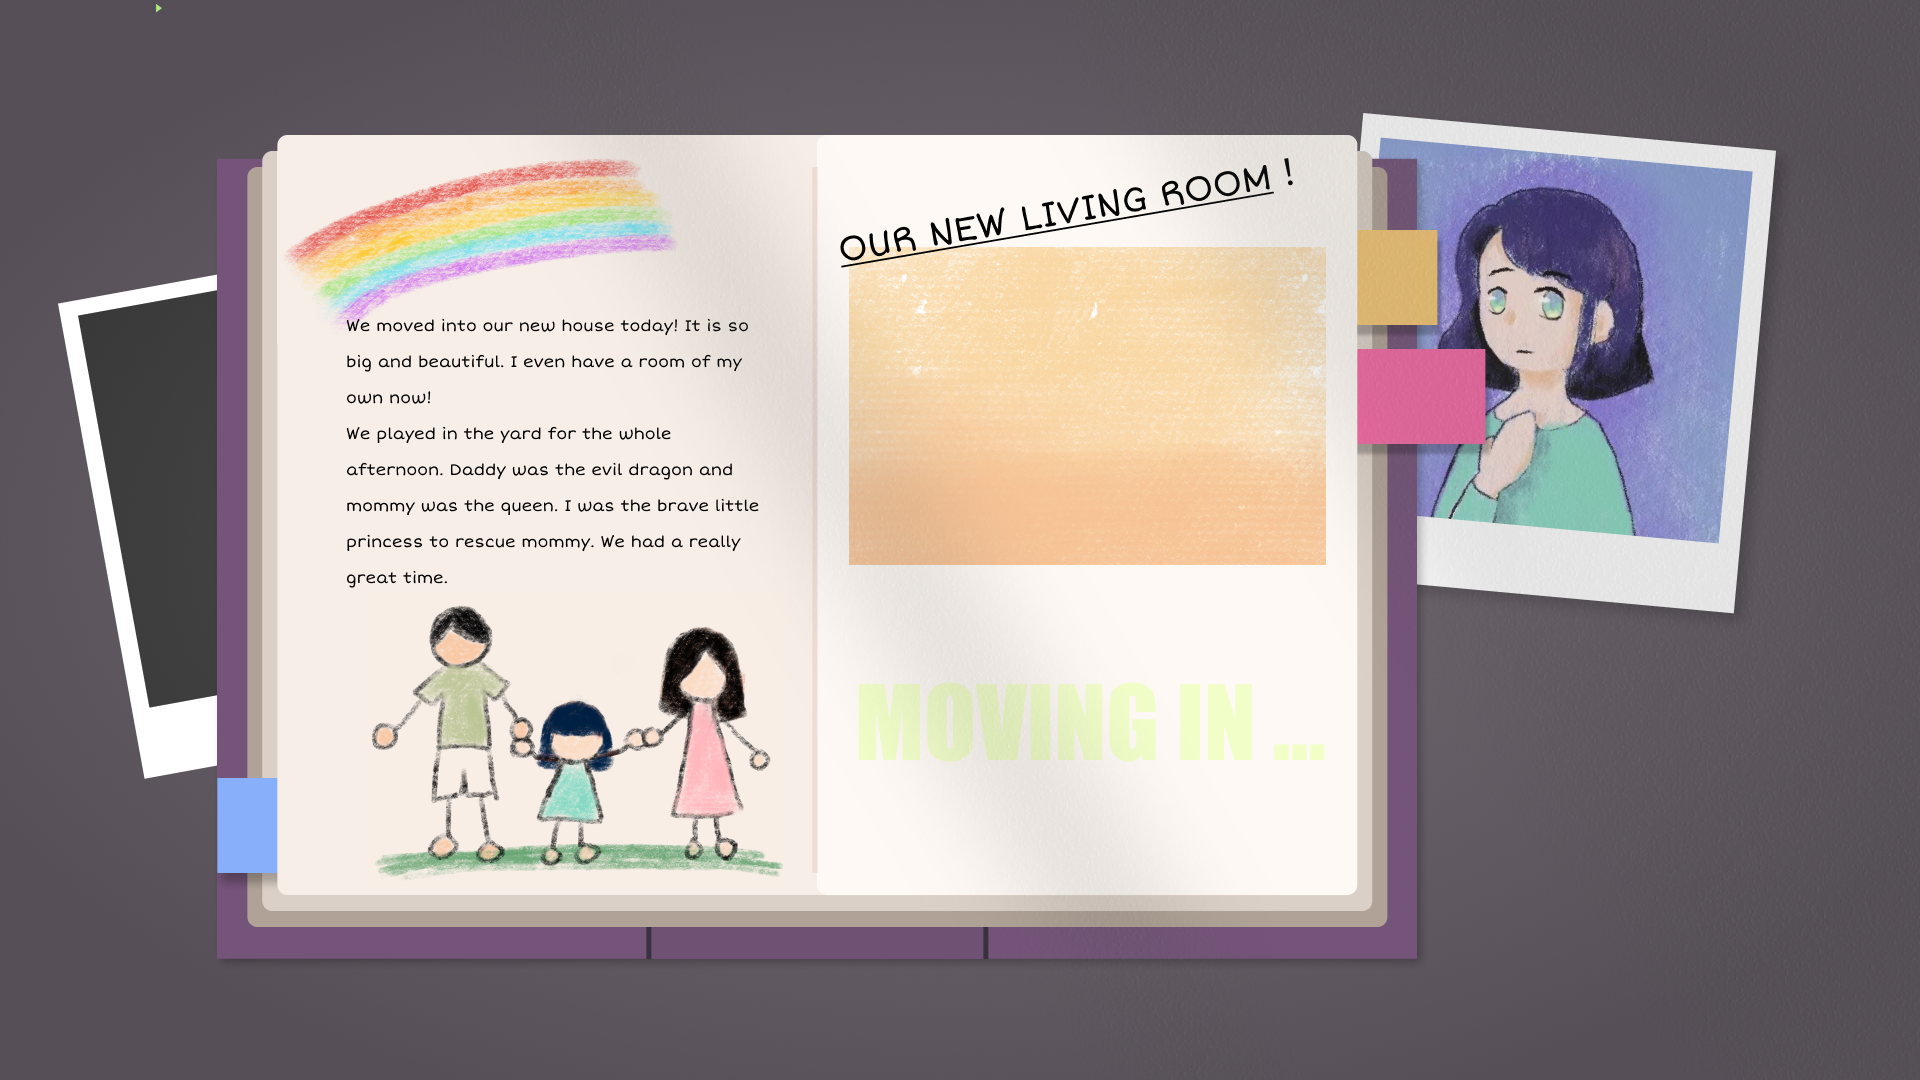 We moved into our new house today! It is so
big and beautiful. I even have a room of my
own now!
We played in the yard for the whole
afternoon. Daddy was the evil dragon and
mommy was the queen. I was the brave little
princess to rescue mommy. We had a really
great time.
OUR NEW LIVING ROOM !
MOVING IN ...